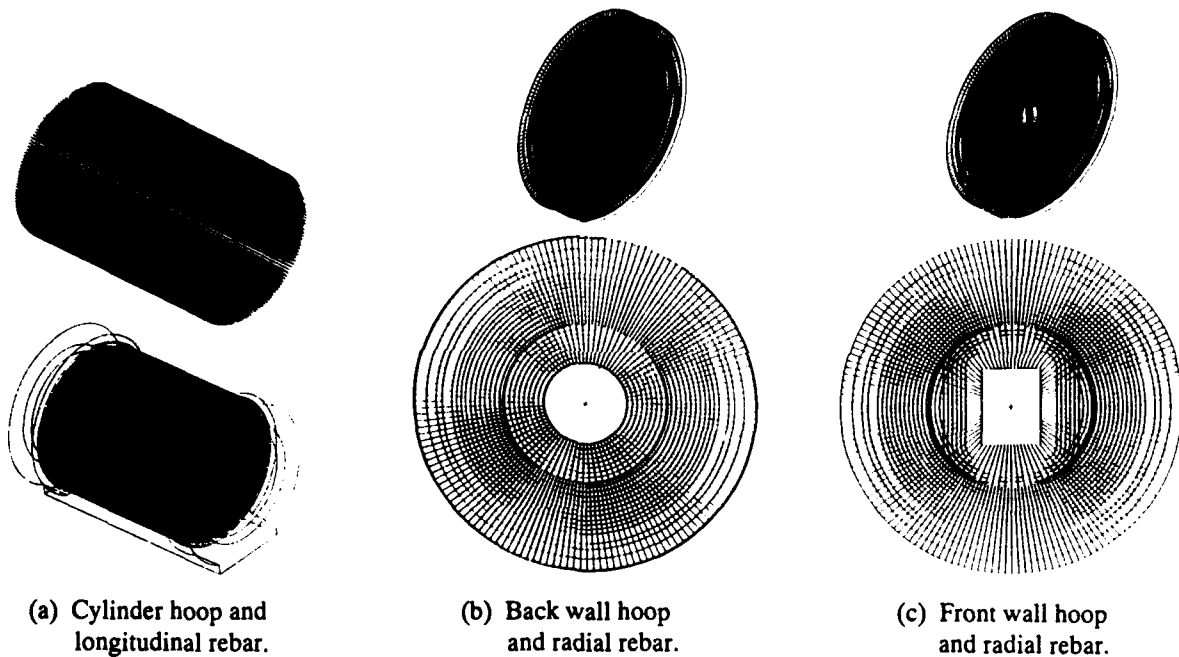 (a) Cylinder hoop and
longitudinal rebar.
(b) Back wall hoop
and radial rebar.
(c) Front wall hoop
and radial rebar.